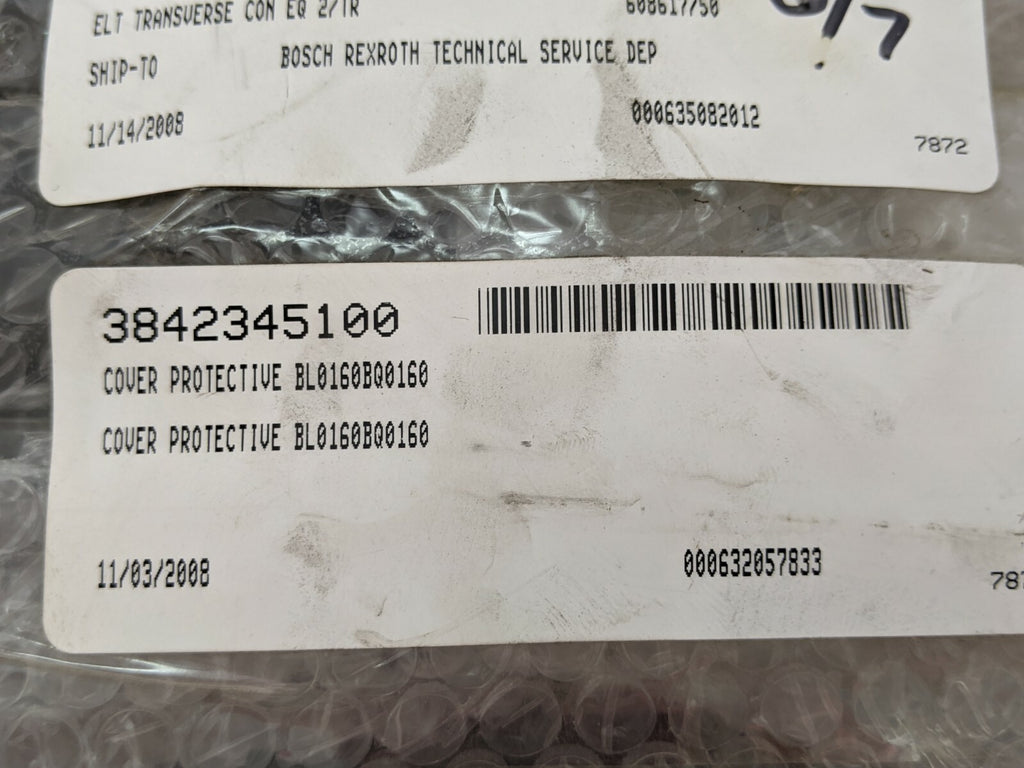 ELT TRANSVERSE CON EQ 2/TR 608617750
SHIP-TO BOSCH REXROTH TECHNICAL SERVICE DEP
11/14/2008 000635082012
7872
3842345100
COVER PROTECTIVE BL0160BQ0160
COVER PROTECTIVE BL0160BQ0160
11/03/2008 000632057833